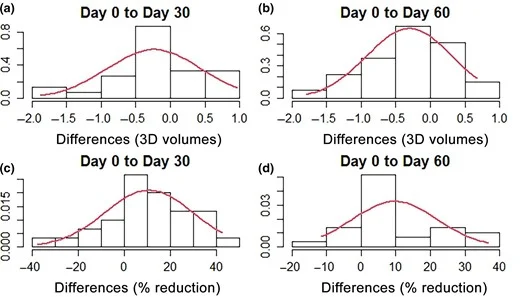 (a) Day 0 to Day 30
0.8
0.4
0.0
−2.0 −1.5 −1.0 −0.5 0.0 0.5 1.0
Differences (3D volumes)
(b) Day 0 to Day 60
0.6
0.3
0.0
−2.0 −1.5 −1.0 −0.5 0.0 0.5 1.0
Differences (3D volumes)
(c) Day 0 to Day 30
0.015
0.000
−40 −20 0 20 40
Differences (% reduction)
(d) Day 0 to Day 60
0.03
0.00
−20 −10 0 10 20 30 40
Differences (% reduction)